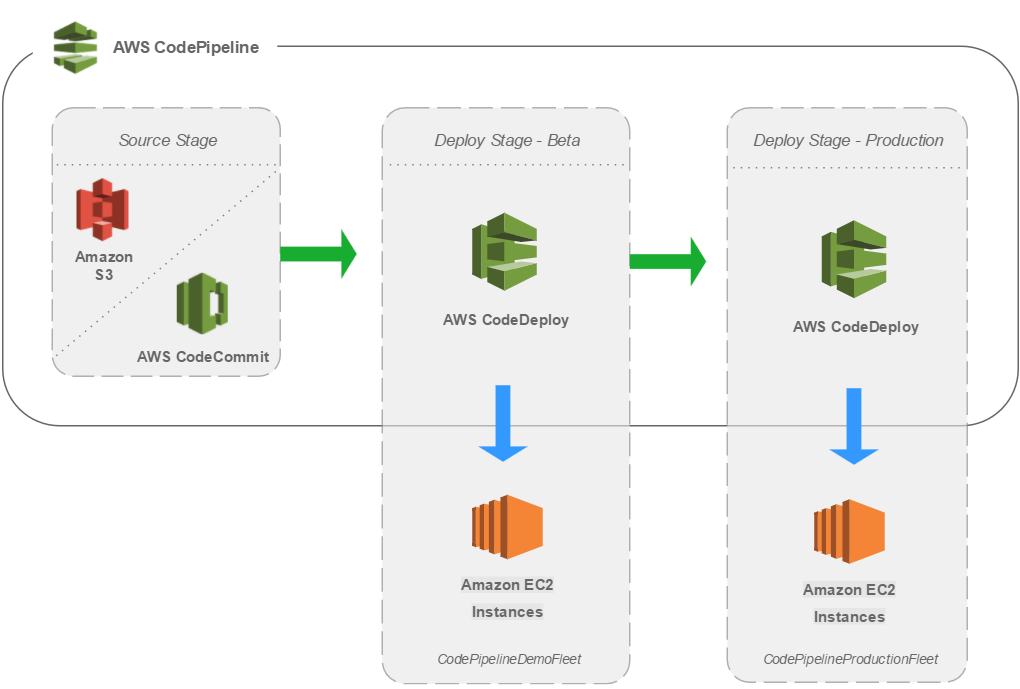 AWS CodePipeline
Source Stage
Amazon
S3
AWS CodeCommit
Deploy Stage - Beta
AWS CodeDeploy
Amazon EC2
Instances
CodePipelineDemoFleet
Deploy Stage - Production
AWS CodeDeploy
Amazon EC2
Instances
CodePipelineProductionFleet